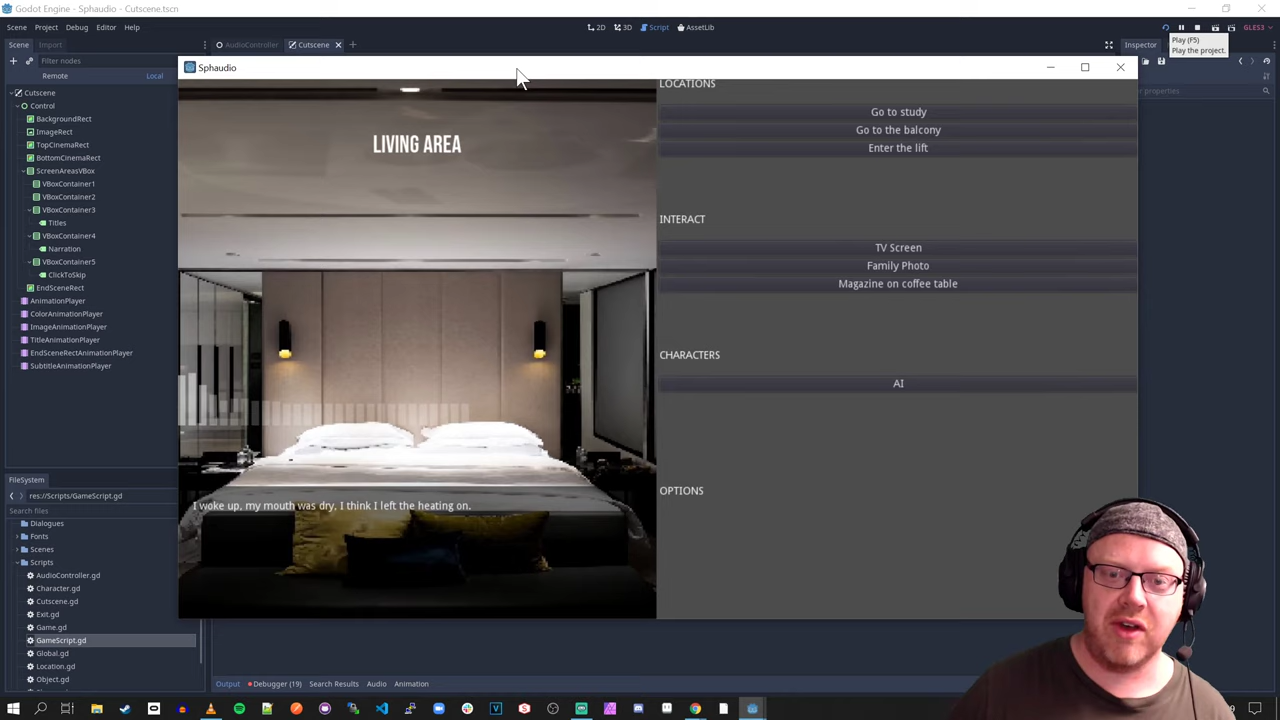 Godot Engine - Sphaudio - Cutscene.tscn
Scene Project Debug Editor Help
2D 3D Script AssetLib
GLES3
Play (F5)
Play the project.
Scene Import
AudioController Cutscene
Inspector
Filter nodes
Remote Local
properties
Cutscene
Control
BackgroundRect
ImageRect
TopCinemaRect
BottomCinemaRect
ScreenAreasVBox
VBoxContainer1
VBoxContainer2
VBoxContainer3
Titles
VBoxContainer4
Narration
VBoxContainer5
ClickToSkip
EndSceneRect
AnimationPlayer
ColorAnimationPlayer
ImageAnimationPlayer
TitleAnimationPlayer
EndSceneRectAnimationPlayer
SubtitleAnimationPlayer
Sphaudio
LIVING AREA
I woke up, my mouth was dry, I think I left the heating on.
LOCATIONS
Go to study
Go to the balcony
Enter the lift
INTERACT
TV Screen
Family Photo
Magazine on coffee table
CHARACTERS
AI
OPTIONS
FileSystem
res://Scripts/GameScript.gd
Search files
Dialogues
Fonts
Scenes
Scripts
AudioController.gd
Character.gd
Cutscene.gd
Exit.gd
Game.gd
GameScript.gd
Global.gd
Location.gd
Object.gd
Output Debugger (19) Search Results Audio Animation